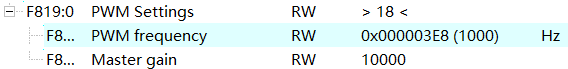 F819:0 PWM Settings RW > 18 <
F8... PWM frequency RW 0x000003E8 (1000) Hz
F8... Master gain RW 10000